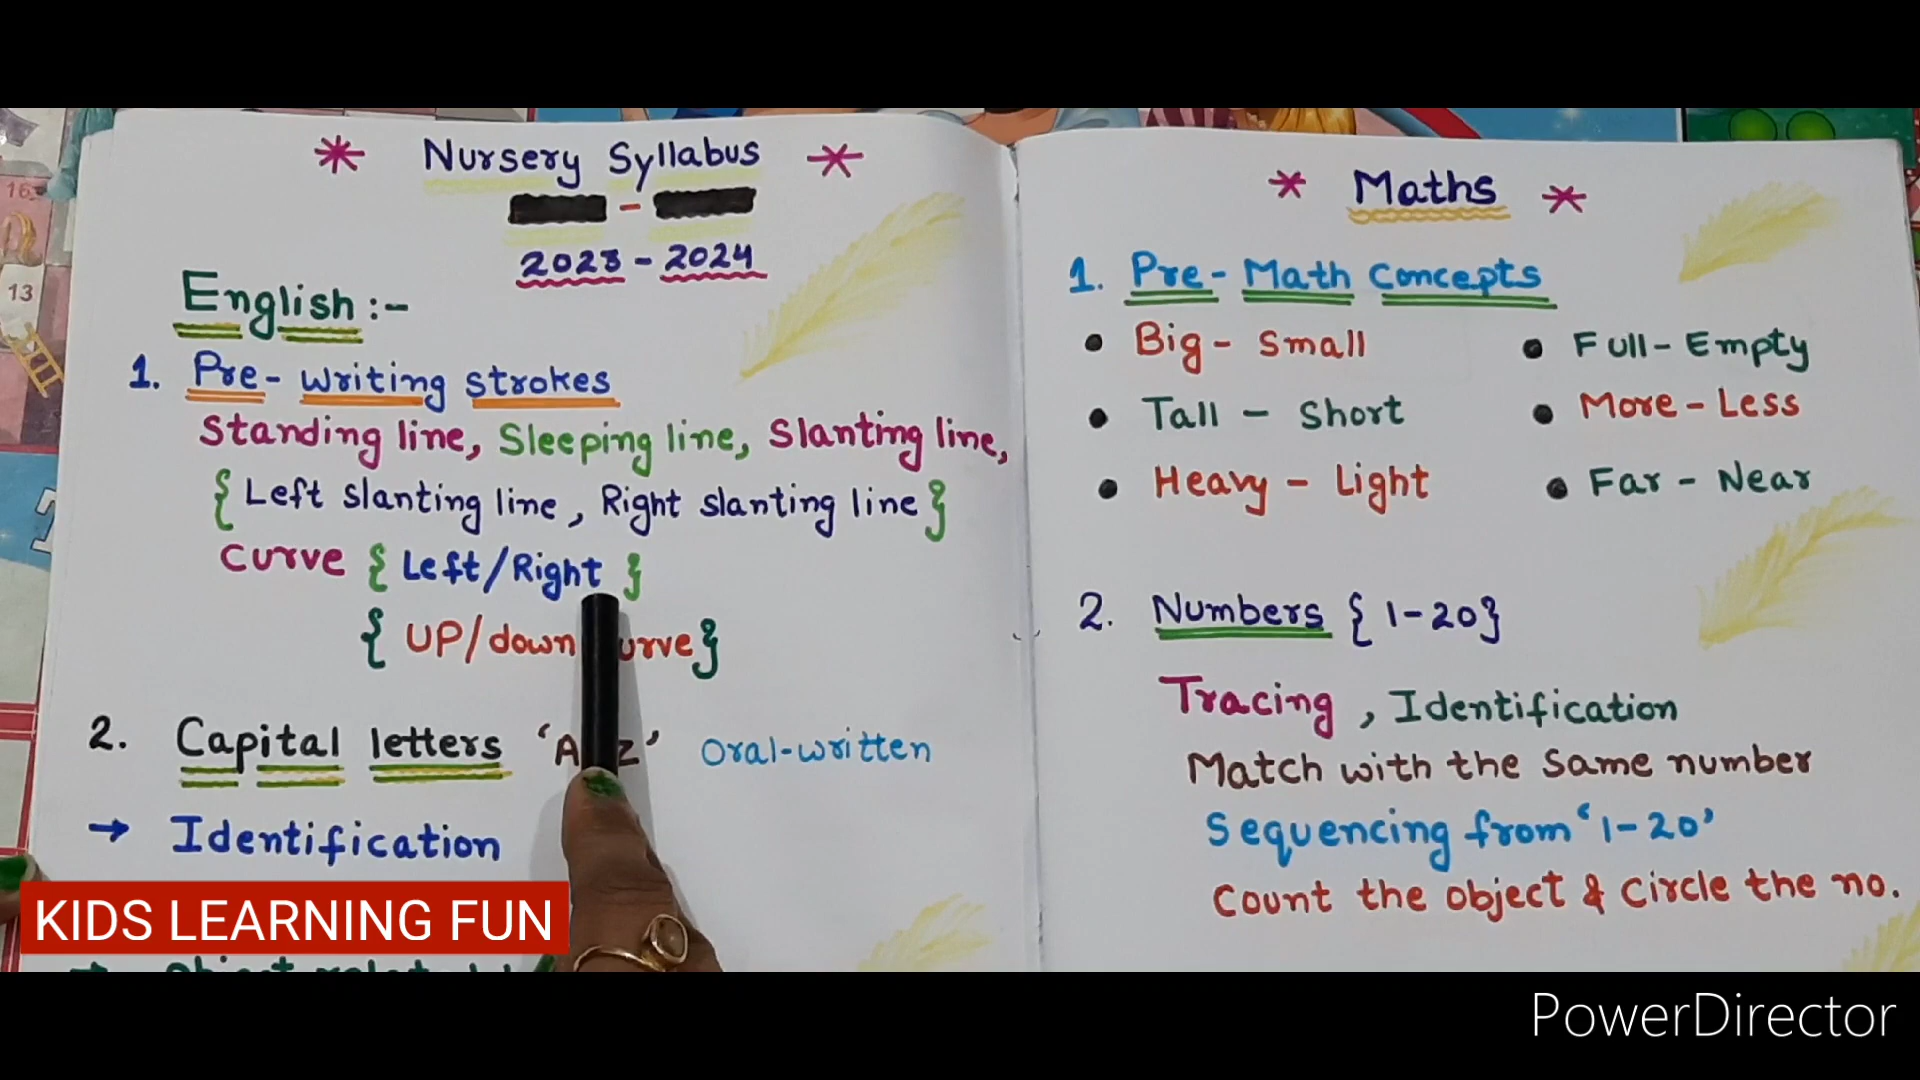 * Nursery Syllabus *
2023 - 2024
English :-
1. Pre- writing strokes
Standing line, Sleeping line, Slanting line,
{ Left slanting line, Right slanting line }
Curve { Left/Right }
{ UP/down urve }
2. Capital letters 'A z' Oral-written
→ Identification
KIDS LEARNING FUN
* Maths *
1. Pre - Math Concepts
• Big - Small • Full - Empty
• Tall - Short • More - Less
• Heavy - Light • Far - Near
2. Numbers { 1-20}
Tracing, Identification
Match with the same number
Sequencing from '1-20'
Count the object & Circle the no.
16
13
PowerDirector